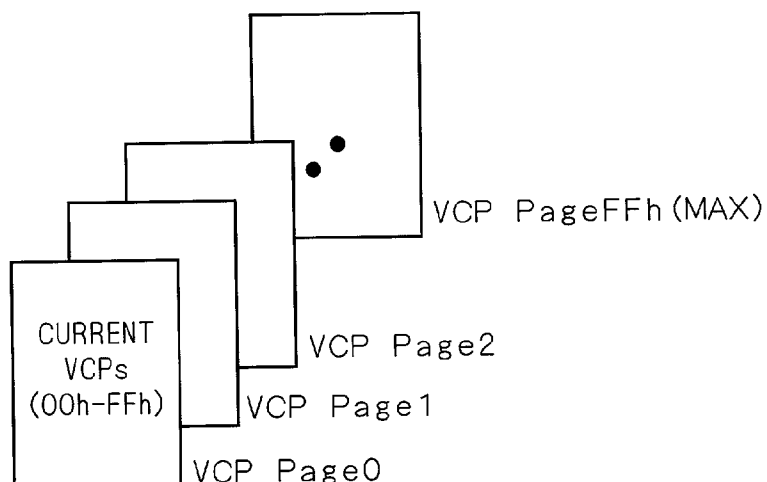 VCP PageFFh(MAX)
VCP Page2
VCP Page1
CURRENT
VCPs
(00h-FFh)
VCP Page0